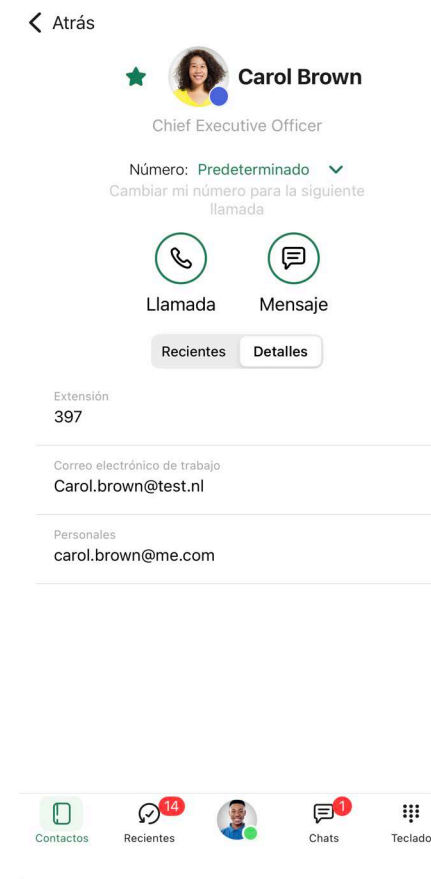 Atrás
Carol Brown
Chief Executive Officer
Número: Predeterminado
Cambiar mi número para la siguiente
llamada
Llamada Mensaje
Recientes Detalles
Extensión
397
Correo electrónico de trabajo
Carol.brown@test.nl
Personales
carol.brown@me.com
14 1
Contactos Recientes Chats Teclado